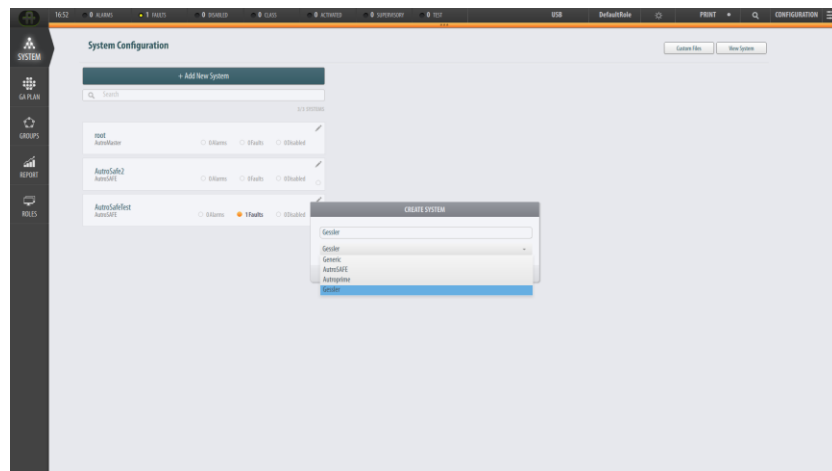 16:52 0 ALARMS 1 FAULTS 0 DISABLED 0 CLASS 0 ACTIVATED 0 SUPERVISORY 0 TEST USB DefaultRole PRINT CONFIGURATION
SYSTEM
GA PLAN
GROUPS
REPORT
ROLES
System Configuration
Custom Files View System
+ Add New System
Search
3/3 SYSTEMS
root
AutroMaster 0 Alarms 0 Faults 0 Disabled
AutroSafe2
AutroSAFE 0 Alarms 0 Faults 0 Disabled
AutroSafeTest
AutroSAFE 0 Alarms 1 Faults 0 Disabled
CREATE SYSTEM
Gessler
Gessler
Generic
AutroSAFE
Autroprime
Gessler